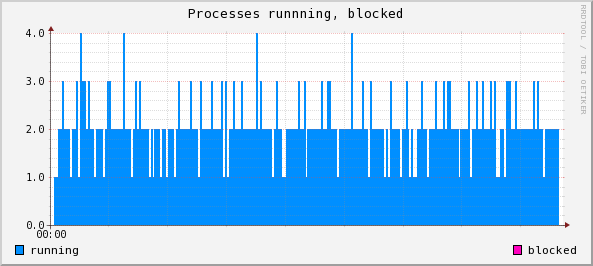 Processes runnning, blocked
RRDTOOL / TOBI OETIKER
4.0
3.0
2.0
1.0
0.0
00:00
running
blocked